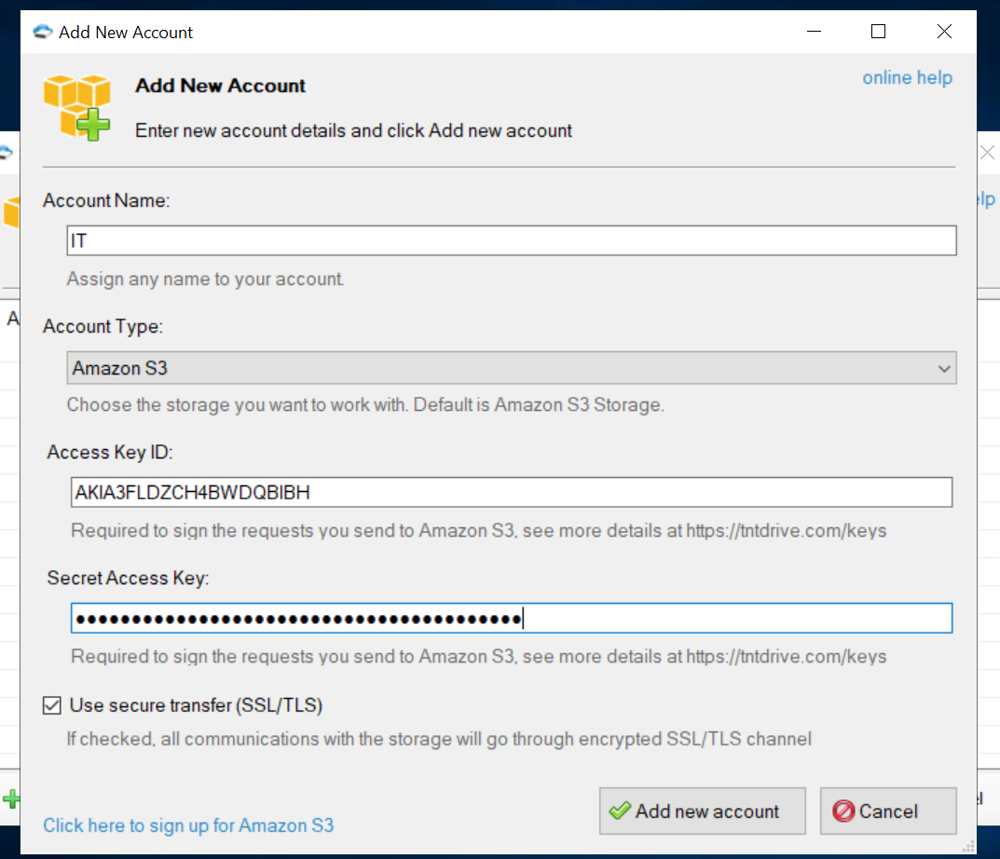 Add New Account
Add New Account
online help
Enter new account details and click Add new account
Account Name:
IT
Assign any name to your account.
Account Type:
Amazon S3
Choose the storage you want to work with. Default is Amazon S3 Storage.
Access Key ID:
AKIA3FLDZCH4BWDQBIBH
Required to sign the requests you send to Amazon S3, see more details at https://tntdrive.com/keys
Secret Access Key:
●●●●●●●●●●●●●●●●●●●●●●●●●●●●●●●●●●●●●●●●
Required to sign the requests you send to Amazon S3, see more details at https://tntdrive.com/keys
Use secure transfer (SSL/TLS)
If checked, all communications with the storage will go through encrypted SSL/TLS channel
Click here to sign up for Amazon S3
Add new account
Cancel